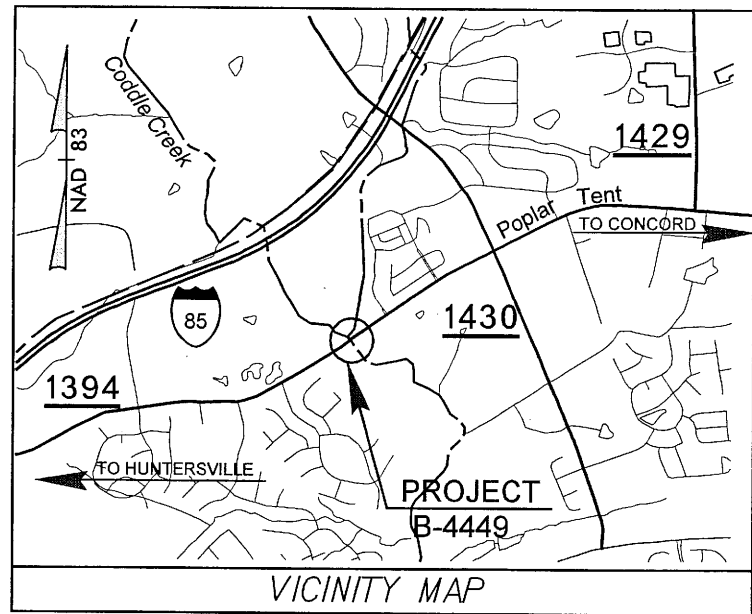 Coddle Creek
NAD 83
1429
Poplar Tent
TO CONCORD
85
1430
1394
TO HUNTERSVILLE
PROJECT
B-4449
VICINITY MAP